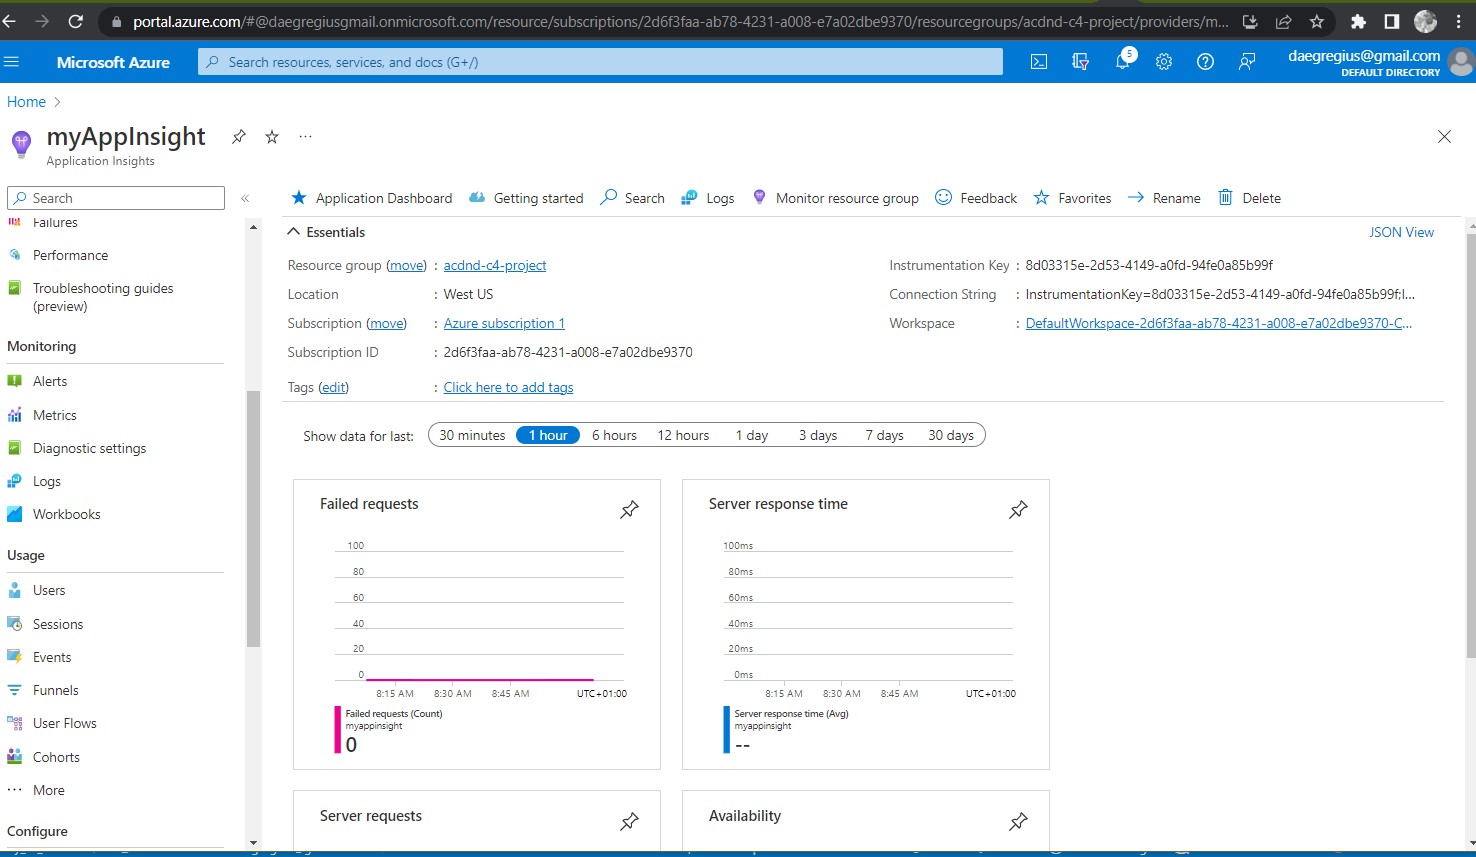 portal.azure.com/#@daegregiusgmail.onmicrosoft.com/resource/subscriptions/2d6f3faa-ab78-4231-a008-e7a02dbe9370/resourcegroups/acdnd-c4-project/providers/m...
Microsoft Azure
Search resources, services, and docs (G+/)
5
daegregius@gmail.com
DEFAULT DIRECTORY
Home >
myAppInsight
Application Insights
Search
«
Failures
Performance
Troubleshooting guides
(preview)
Monitoring
Alerts
Metrics
Diagnostic settings
Logs
Workbooks
Usage
Users
Sessions
Events
Funnels
User Flows
Cohorts
More
Configure
Application Dashboard
Getting started
Search
Logs
Monitor resource group
Feedback
Favorites
Rename
Delete
Essentials
JSON View
Resource group (move) : acdnd-c4-project
Location : West US
Subscription (move) : Azure subscription 1
Subscription ID : 2d6f3faa-ab78-4231-a008-e7a02dbe9370
Tags (edit) : Click here to add tags
Instrumentation Key : 8d03315e-2d53-4149-a0fd-94fe0a85b99f
Connection String : InstrumentationKey=8d03315e-2d53-4149-a0fd-94fe0a85b99f;I...
Workspace : DefaultWorkspace-2d6f3faa-ab78-4231-a008-e7a02dbe9370-C...
Show data for last: 30 minutes 1 hour 6 hours 12 hours 1 day 3 days 7 days 30 days
Failed requests
100
80
60
40
20
0
8:15 AM 8:30 AM 8:45 AM UTC+01:00
Failed requests (Count)
myappinsight
0
Server response time
100ms
80ms
60ms
40ms
20ms
0ms
8:15 AM 8:30 AM 8:45 AM UTC+01:00
Server response time (Avg)
myappinsight
--
Server requests
Availability